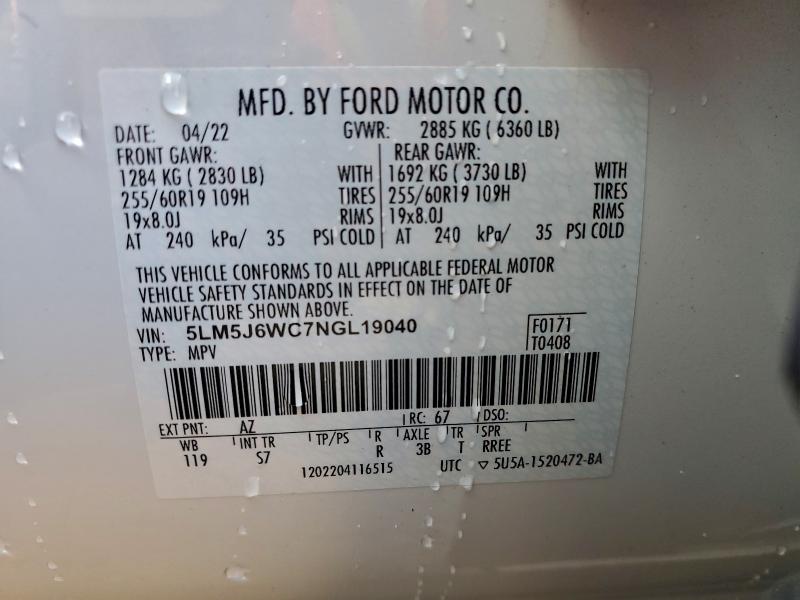 MFD. BY FORD MOTOR CO.
DATE: 04/22 GVWR: 2885 KG ( 6360 LB)
FRONT GAWR: REAR GAWR:
1284 KG ( 2830 LB) WITH 1692 KG ( 3730 LB) WITH
255/60R19 109H TIRES 255/60R19 109H TIRES
19x8.0J RIMS 19x8.0J RIMS
AT 240 kPa/ 35 PSI COLD AT 240 kPa/ 35 PSI COLD
THIS VEHICLE CONFORMS TO ALL APPLICABLE FEDERAL MOTOR
VEHICLE SAFETY STANDARDS IN EFFECT ON THE DATE OF
MANUFACTURE SHOWN ABOVE.
VIN: 5LM5J6WC7NGL19040 F0171
TYPE: MPV T0408
EXT PNT: AZ RC: 67 DSO:
WB INT TR TP/PS R AXLE TR SPR
119 S7 R 3B T RREE
1202204116515 UTC ▽ 5U5A-1520472-BA